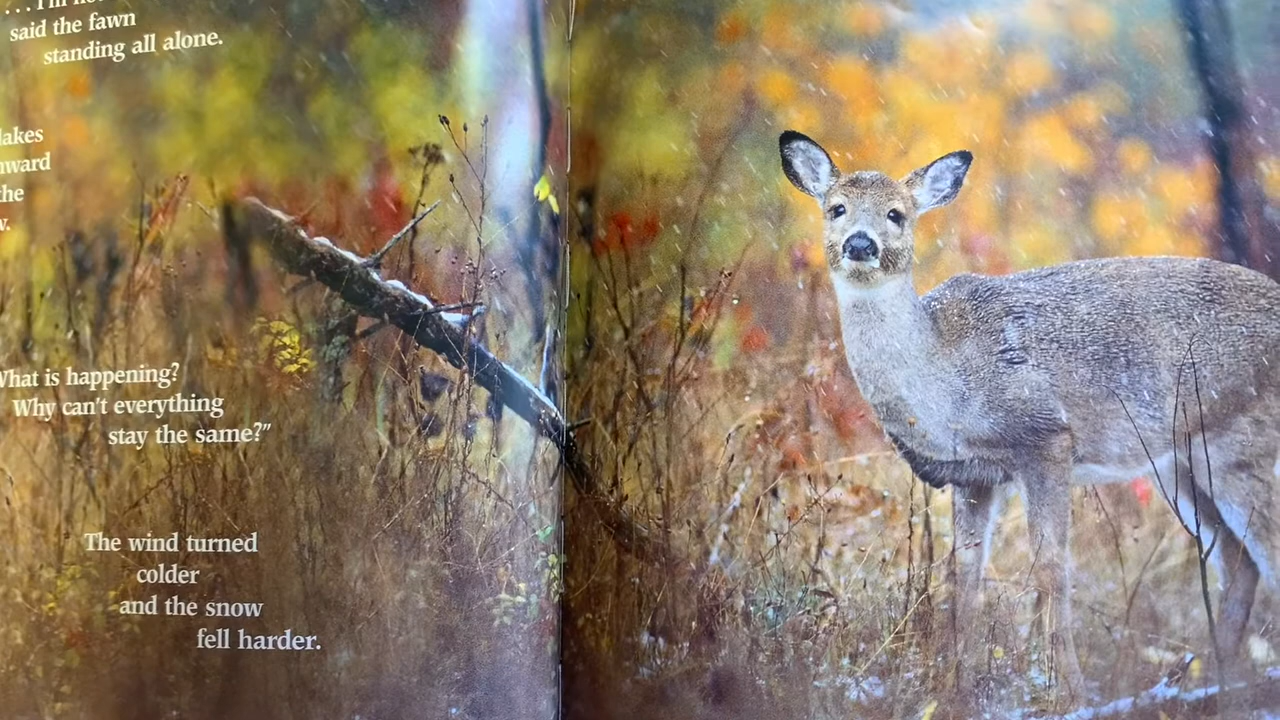 said the fawn
standing all alone.
What is happening?
Why can't everything
stay the same?”
The wind turned
colder
and the snow
fell harder.